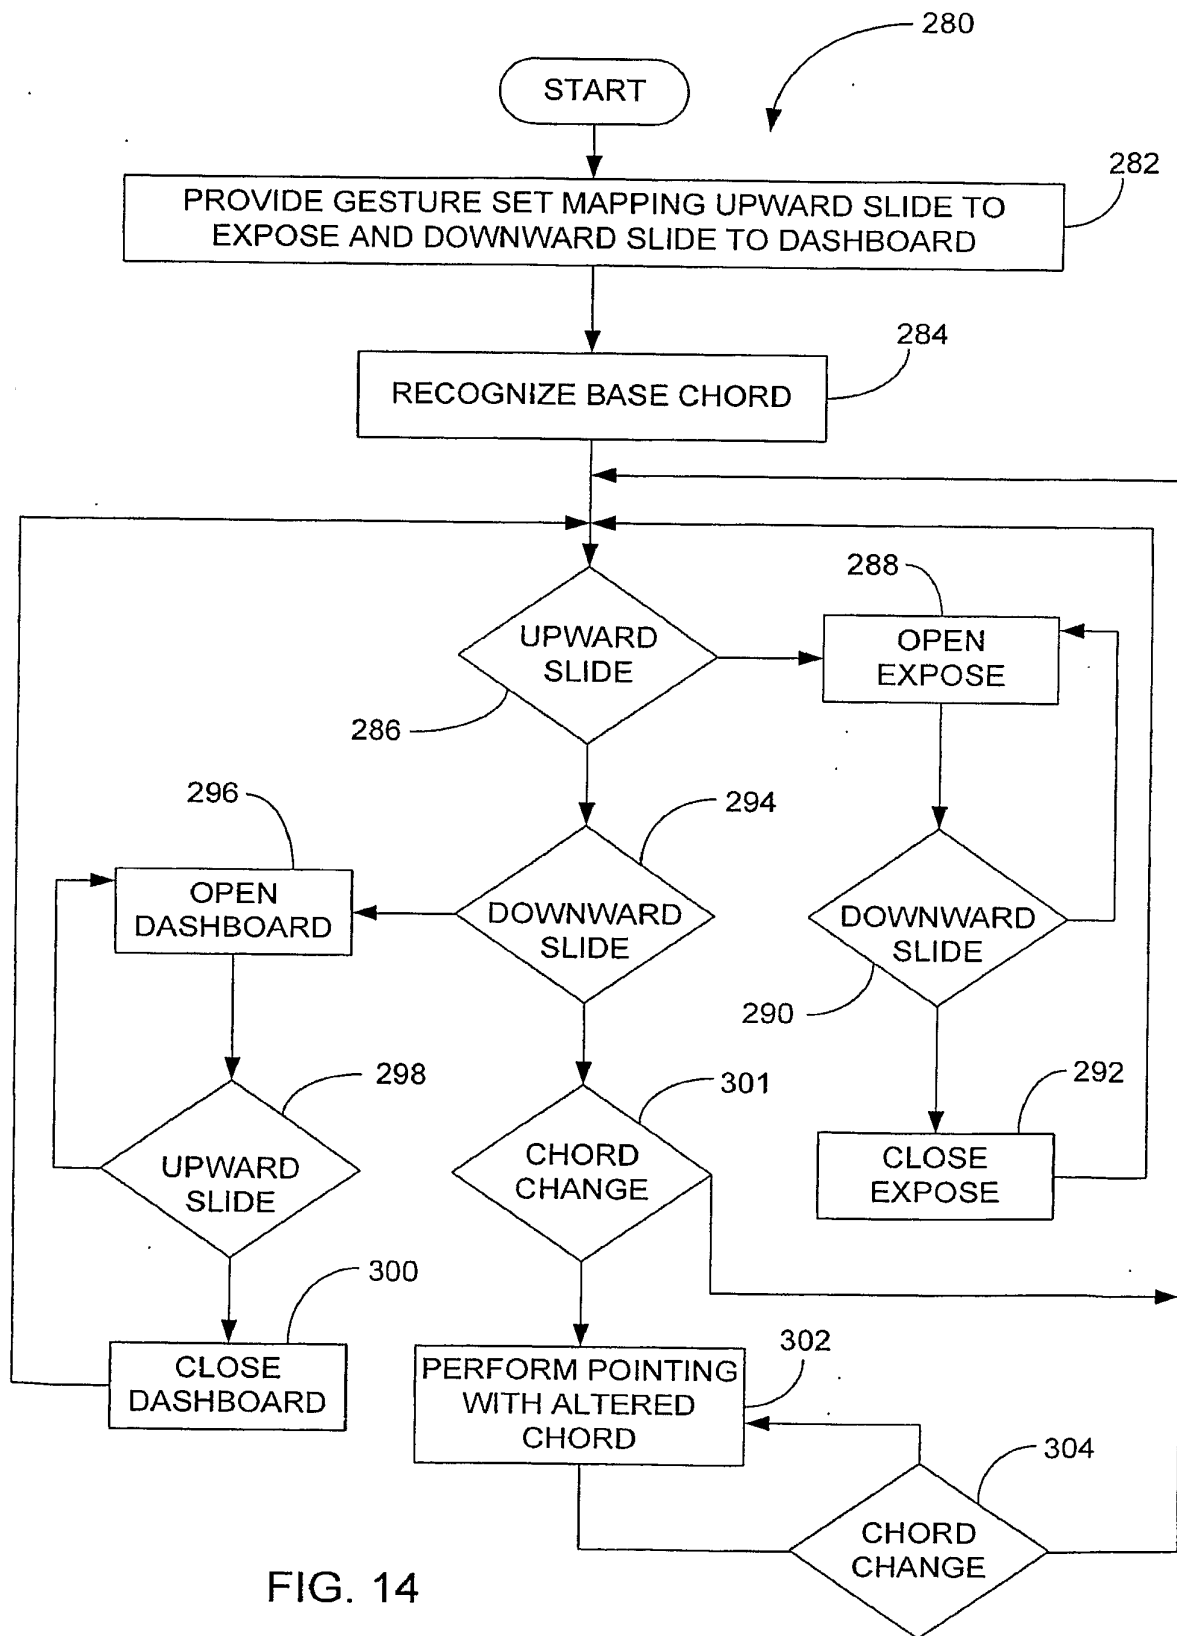 280
START
282
PROVIDE GESTURE SET MAPPING UPWARD SLIDE TO
EXPOSE AND DOWNWARD SLIDE TO DASHBOARD
284
RECOGNIZE BASE CHORD
288
UPWARD
SLIDE
OPEN
EXPOSE
286
296
294
OPEN
DASHBOARD
DOWNWARD
SLIDE
DOWNWARD
SLIDE
290
298
301
292
UPWARD
SLIDE
CHORD
CHANGE
CLOSE
EXPOSE
300
302
CLOSE
DASHBOARD
PERFORM POINTING
WITH ALTERED
CHORD
304
CHORD
CHANGE
FIG. 14